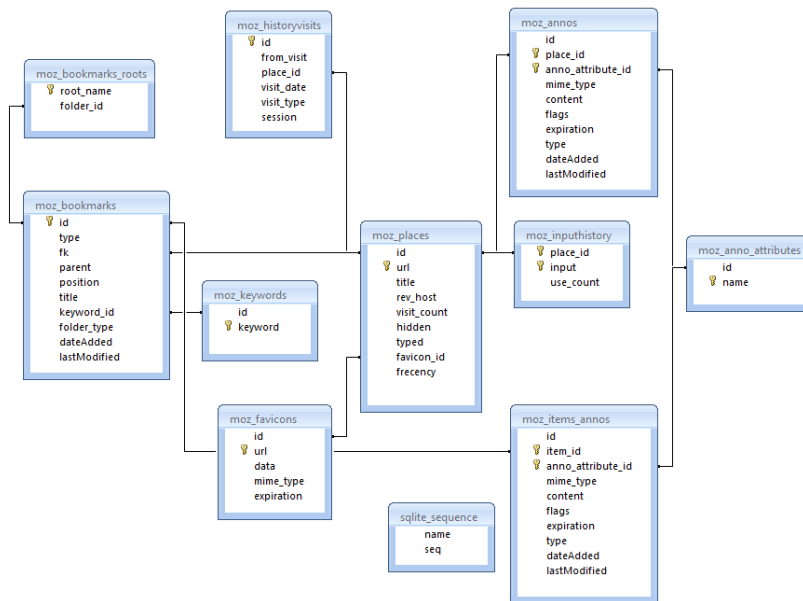 moz_historyvisits
id
from_visit
place_id
visit_date
visit_type
session
moz_annos
id
place_id
anno_attribute_id
mime_type
content
flags
expiration
type
dateAdded
lastModified
moz_bookmarks_roots
root_name
folder_id
moz_bookmarks
id
type
fk
parent
position
title
keyword_id
folder_type
dateAdded
lastModified
moz_places
id
url
title
rev_host
visit_count
hidden
typed
favicon_id
frecency
moz_inputhistory
place_id
input
use_count
moz_anno_attributes
id
name
moz_keywords
id
keyword
moz_favicons
id
url
data
mime_type
expiration
moz_items_annos
id
item_id
anno_attribute_id
mime_type
content
flags
expiration
type
dateAdded
lastModified
sqlite_sequence
name
seq